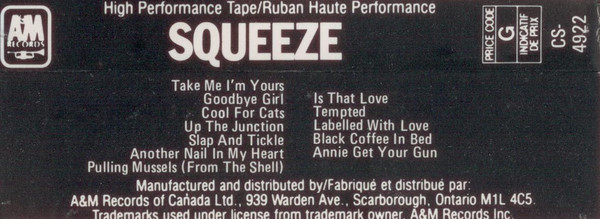 High Performance Tape/Ruban Haute Performance
A&M
RECORDS
SQUEEZE
PRICE CODE
G
INDICATIF
DE PRIX
CS-
4922
Take Me I'm Yours
Goodbye Girl
Cool For Cats
Up The Junction
Slap And Tickle
Another Nail In My Heart
Pulling Mussels (From The Shell)
Is That Love
Tempted
Labelled With Love
Black Coffee In Bed
Annie Get Your Gun
Manufactured and distributed by/Fabriqué et distribué par:
A&M Records of Canada Ltd., 939 Warden Ave., Scarborough, Ontario M1L 4C5.
Trademarks used under license from trademark owner, A&M Records Inc.